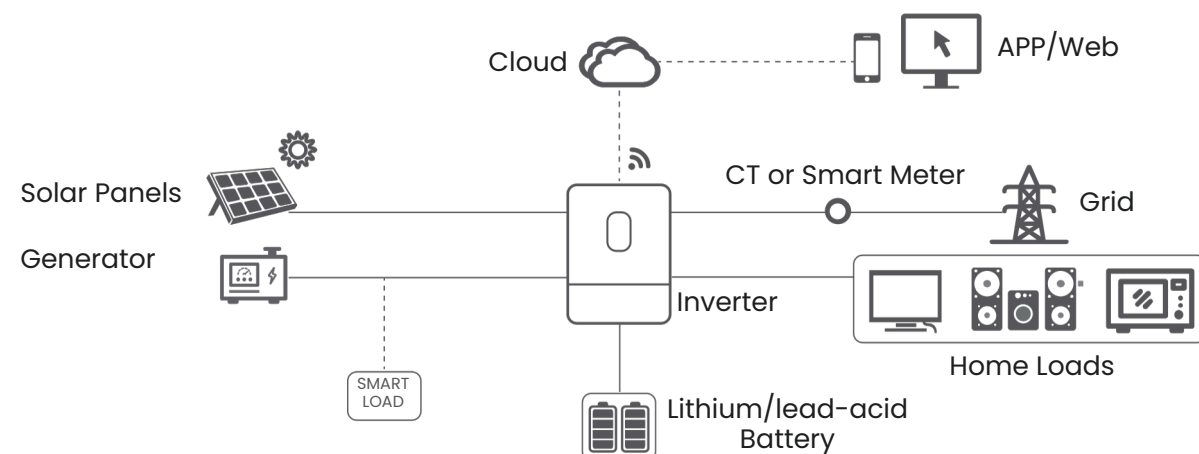 Cloud
APP/Web
CT or Smart Meter
Solar Panels
Grid
Generator
Inverter
Home Loads
SMART
LOAD
Lithium/lead-acid
Battery